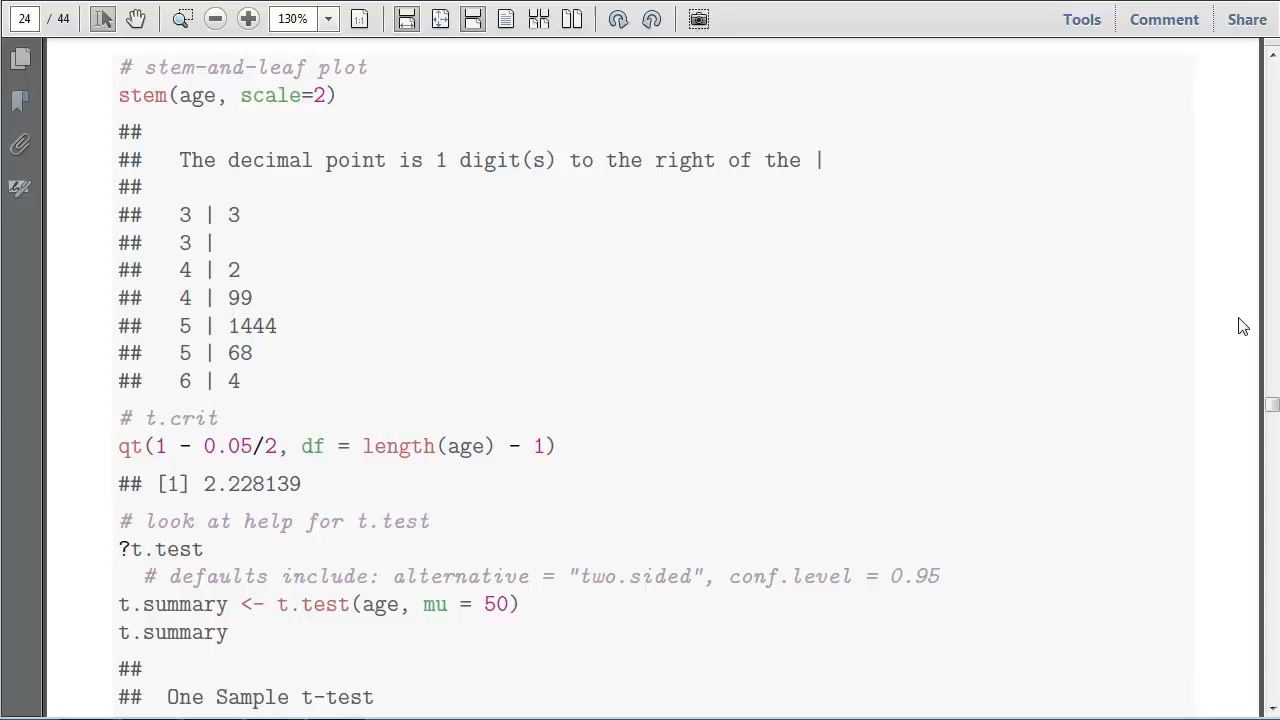 24 / 44 130% Tools Comment Share
# stem-and-leaf plot
stem(age, scale=2)
##
## The decimal point is 1 digit(s) to the right of the |
##
## 3 | 3
## 3 |
## 4 | 2
## 4 | 99
## 5 | 1444
## 5 | 68
## 6 | 4
# t.crit
qt(1 - 0.05/2, df = length(age) - 1)
## [1] 2.228139
# look at help for t.test
?t.test
# defaults include: alternative = "two.sided", conf.level = 0.95
t.summary <- t.test(age, mu = 50)
t.summary
##
## One Sample t-test